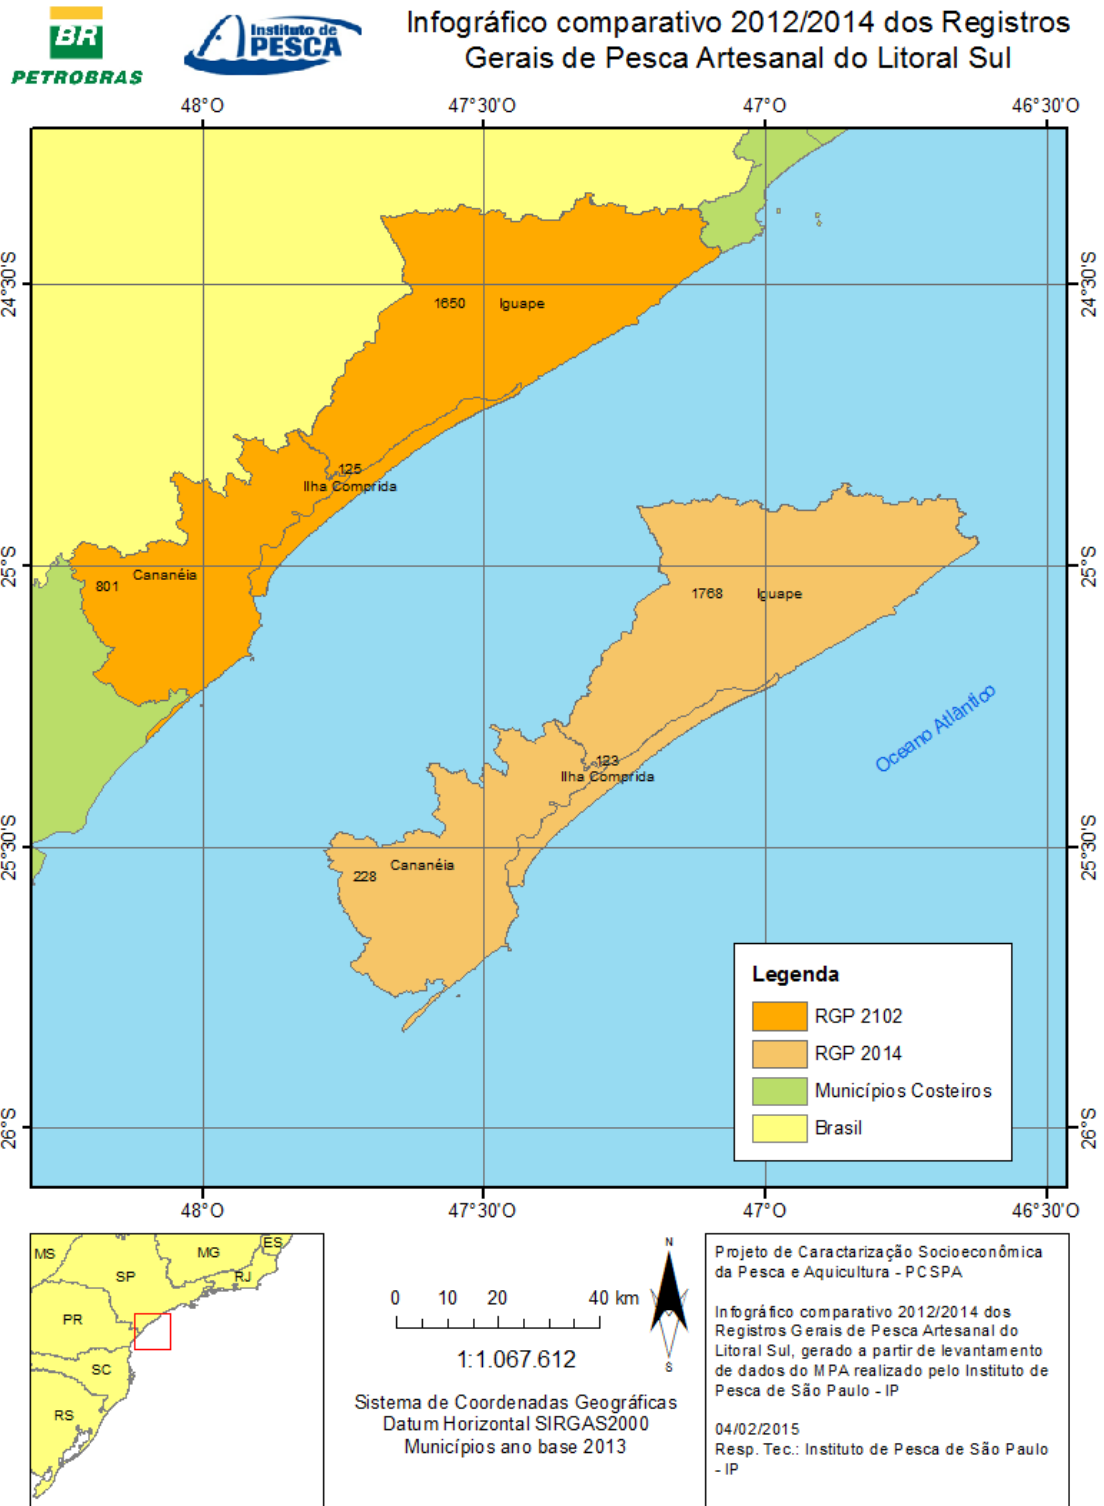 BR
PETROBRAS
Instituto de
PESCA
Infográfico comparativo 2012/2014 dos Registros
Gerais de Pesca Artesanal do Litoral Sul
48°O
47°30'O
47°O
46°30'O
24°30'S
24°30'S
1650
Iguape
125
Ilha Comprida
25°S
25°S
801
Cananéia
1768
Iguape
Oceano Atlântico
123
Ilha Comprida
25°30'S
25°30'S
Cananéia
228
Legenda
RGP 2102
RGP 2014
Municípios Costeiros
Brasil
26°S
26°S
48°O
47°30'O
47°O
46°30'O
MS
MG
ES
SP
RJ
PR
SC
RS
0 10 20 40 km
N
S
1:1.067.612
Sistema de Coordenadas Geográficas
Datum Horizontal SIRGAS2000
Municípios ano base 2013
Projeto de Caractarização Socioeconômica
da Pesca e Aquicultura - PCSPA
Infográfico comparativo 2012/2014 dos
Registros Gerais de Pesca Artesanal do
Litoral Sul, gerado a partir de levantamento
de dados do MPA realizado pelo Instituto de
Pesca de São Paulo - IP
04/02/2015
Resp. Tec.: Instituto de Pesca de São Paulo
- IP